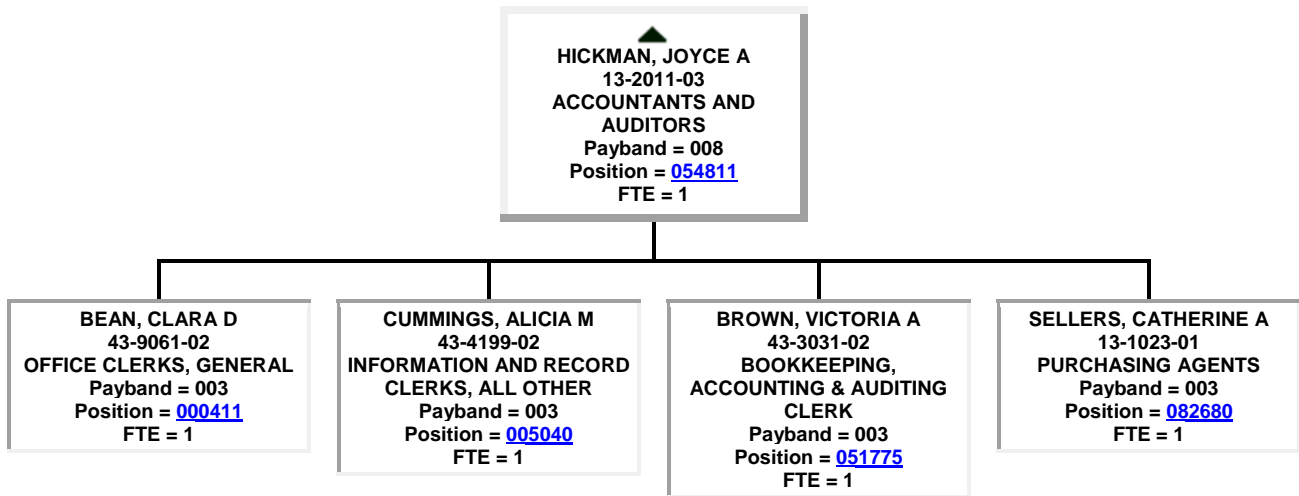 HICKMAN, JOYCE A
13-2011-03
ACCOUNTANTS AND
AUDITORS
Payband = 008
Position = 054811
FTE = 1
BEAN, CLARA D
43-9061-02
OFFICE CLERKS, GENERAL
Payband = 003
Position = 000411
FTE = 1
CUMMINGS, ALICIA M
43-4199-02
INFORMATION AND RECORD
CLERKS, ALL OTHER
Payband = 003
Position = 005040
FTE = 1
BROWN, VICTORIA A
43-3031-02
BOOKKEEPING,
ACCOUNTING & AUDITING
CLERK
Payband = 003
Position = 051775
FTE = 1
SELLERS, CATHERINE A
13-1023-01
PURCHASING AGENTS
Payband = 003
Position = 082680
FTE = 1